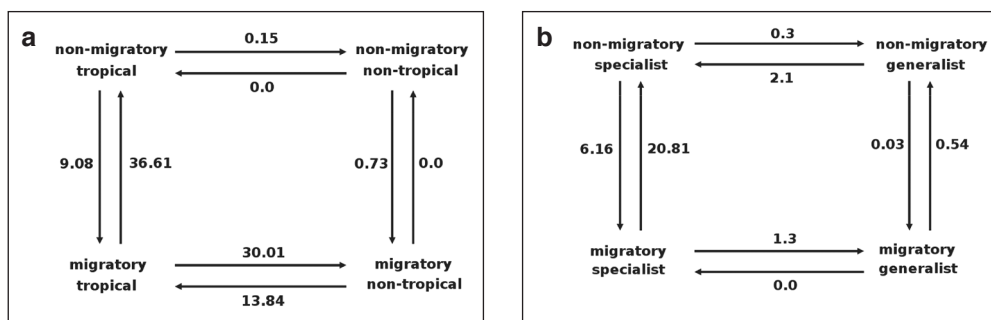 a
0.15
non-migratory
tropical
non-migratory
non-tropical
0.0
9.08
36.61
0.73
0.0
30.01
migratory
tropical
migratory
non-tropical
13.84
b
0.3
non-migratory
specialist
non-migratory
generalist
2.1
6.16
20.81
0.03
0.54
1.3
migratory
specialist
migratory
generalist
0.0